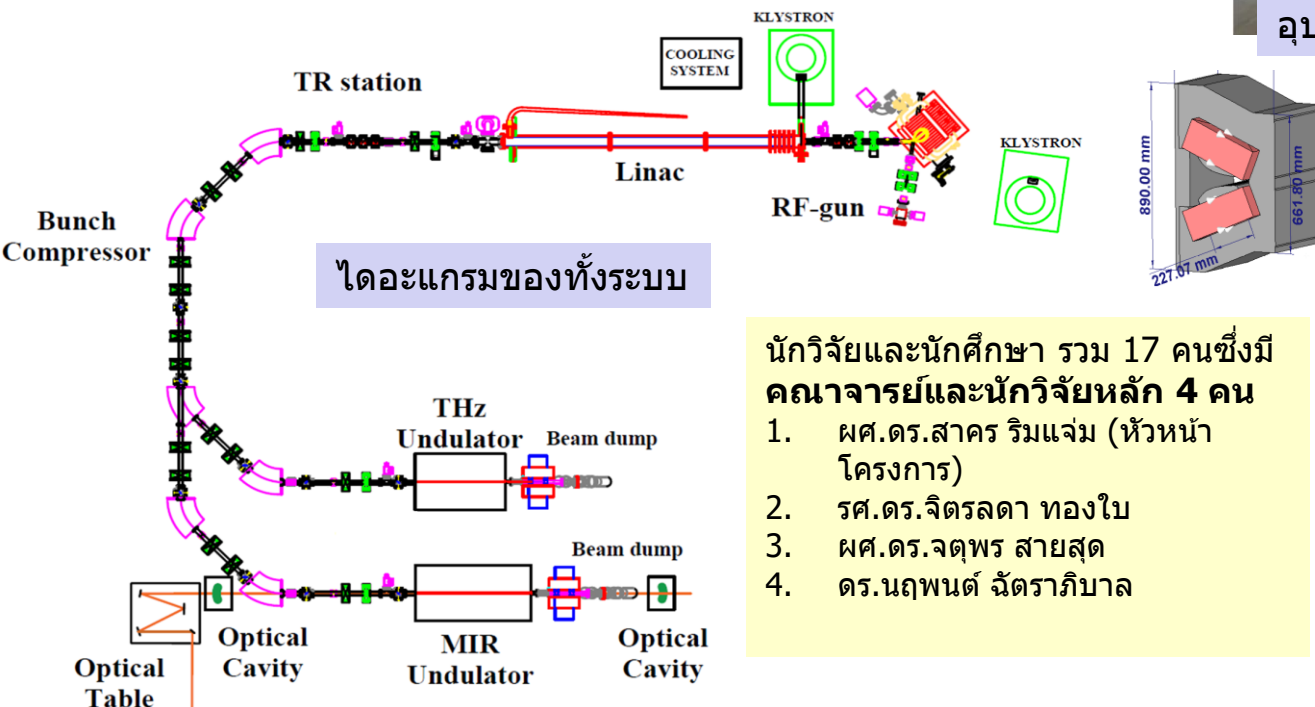 KLYSTRON
COOLING
SYSTEM
TR station
KLYSTRON
Linac
RF-gun
Bunch
Compressor
ไดอะแกรมของทั้งระบบ
890.00 mm
661.80 mm
227.07 mm
THz
Undulator
Beam dump
Beam dump
Optical
Cavity
MIR
Undulator
Optical
Cavity
Optical
Table
นักวิจัยและนักศึกษา รวม 17 คนซึ่งมี
คณาจารย์และนักวิจัยหลัก 4 คน
1. ผศ.ดร.สาคร ริมแจ่ม (หัวหน้า
โครงการ)
2. รศ.ดร.จิตรลดา ทองใบ
3. ผศ.ดร.จตุพร สายสุด
4. ดร.นฤพนต์ ฉัตราภิบาล